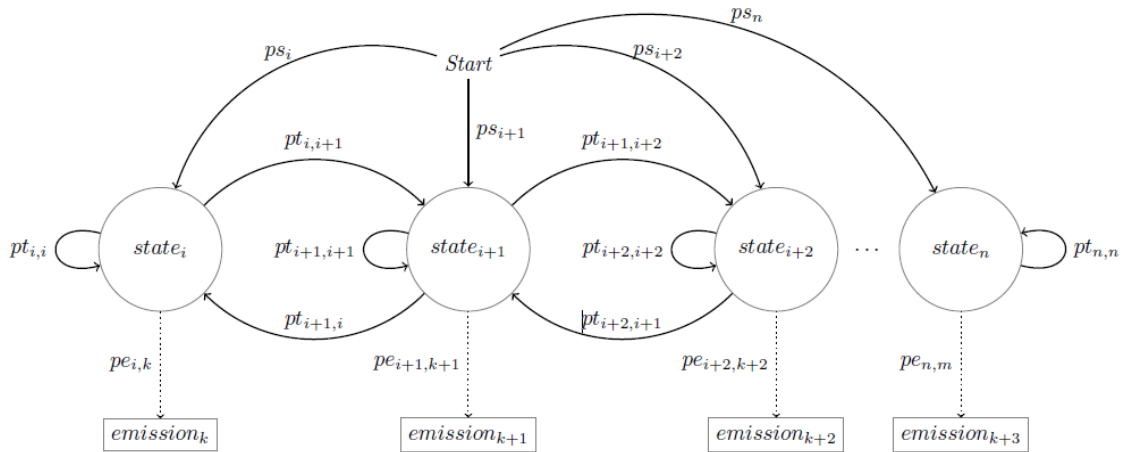 ps_n
ps_i
ps_{i+2}
Start
ps_{i+1}
pt_{i,i+1}
pt_{i+1,i+2}
pt_{i,i}
state_i
pt_{i+1,i+1}
state_{i+1}
pt_{i+2,i+2}
state_{i+2}
...
state_n
pt_{n,n}
pt_{i+1,i}
pt_{i+2,i+1}
pe_{i,k}
pe_{i+1,k+1}
pe_{i+2,k+2}
pe_{n,m}
emission_k
emission_{k+1}
emission_{k+2}
emission_{k+3}